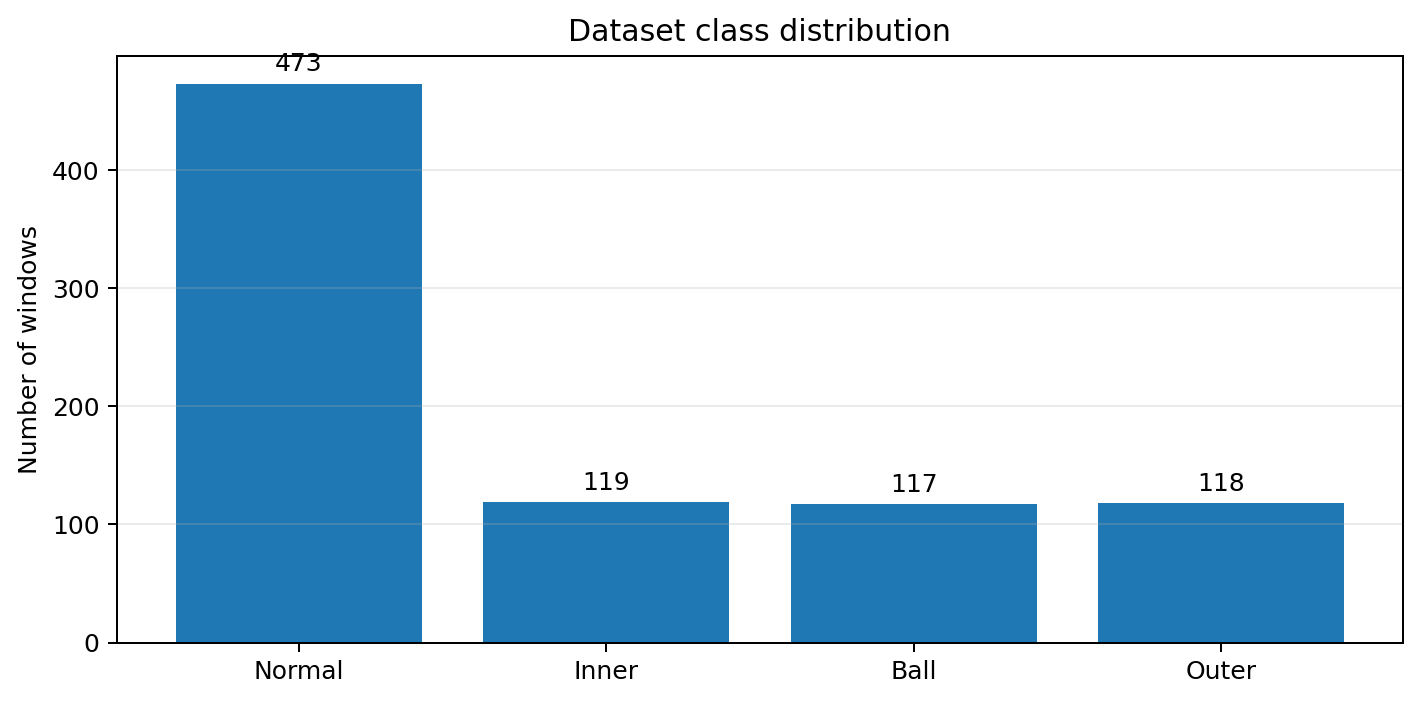 Dataset class distribution
Number of windows
400
300
200
100
0
473
119
117
118
Normal
Inner
Ball
Outer